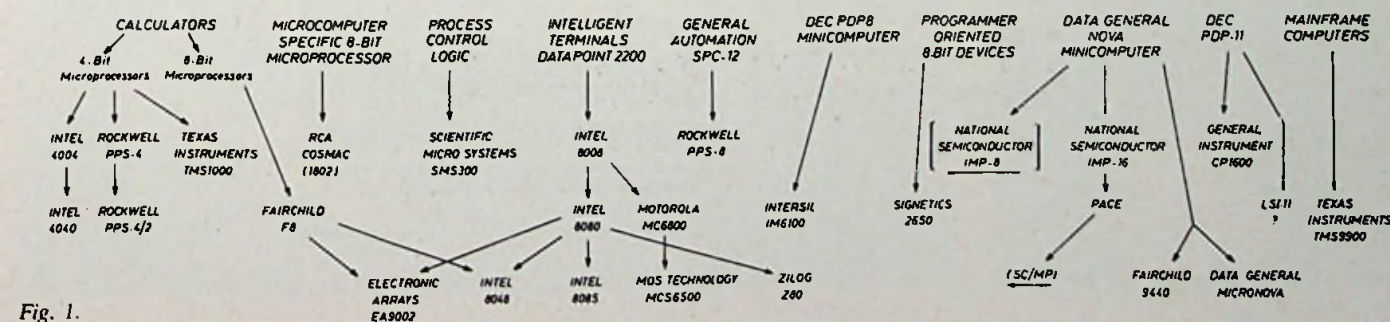 CALCULATORS
4-Bit
Microprocessors
8-Bit
Microprocessors
MICROCOMPUTER
SPECIFIC 8-BIT
MICROPROCESSOR
PROCESS
CONTROL
LOGIC
INTELLIGENT
TERMINALS
DATAPOINT 2200
GENERAL
AUTOMATION
SPC-12
DEC PDP8
MINICOMPUTER
PROGRAMMER
ORIENTED
8-BIT DEVICES
DATA GENERAL
NOVA
MINICOMPUTER
DEC
PDP-11
MAINFRAME
COMPUTERS
INTEL
4004
ROCKWELL
PPS-4
TEXAS
INSTRUMENTS
TMS1000
RCA
COSMAC
(1802)
SCIENTIFIC
MICRO SYSTEMS
SMS300
INTEL
8008
ROCKWELL
PPS-8
NATIONAL
SEMICONDUCTOR
IMP-8
NATIONAL
SEMICONDUCTOR
IMP-16
GENERAL
INSTRUMENT
CP1600
INTEL
4040
ROCKWELL
PPS-4/2
FAIRCHILD
F8
INTEL
8080
MOTOROLA
MC6800
INTERSIL
IM6100
SIGNETICS
2650
PACE
LSI-11
?
TEXAS
INSTRUMENTS
TMS9900
ELECTRONIC
ARRAYS
EA9002
INTEL
8048
INTEL
8085
MOS TECHNOLOGY
MCS6500
ZILOG
Z80
(SC/MP)
FAIRCHILD
9440
DATA GENERAL
MICRONOVA
Fig. 1.